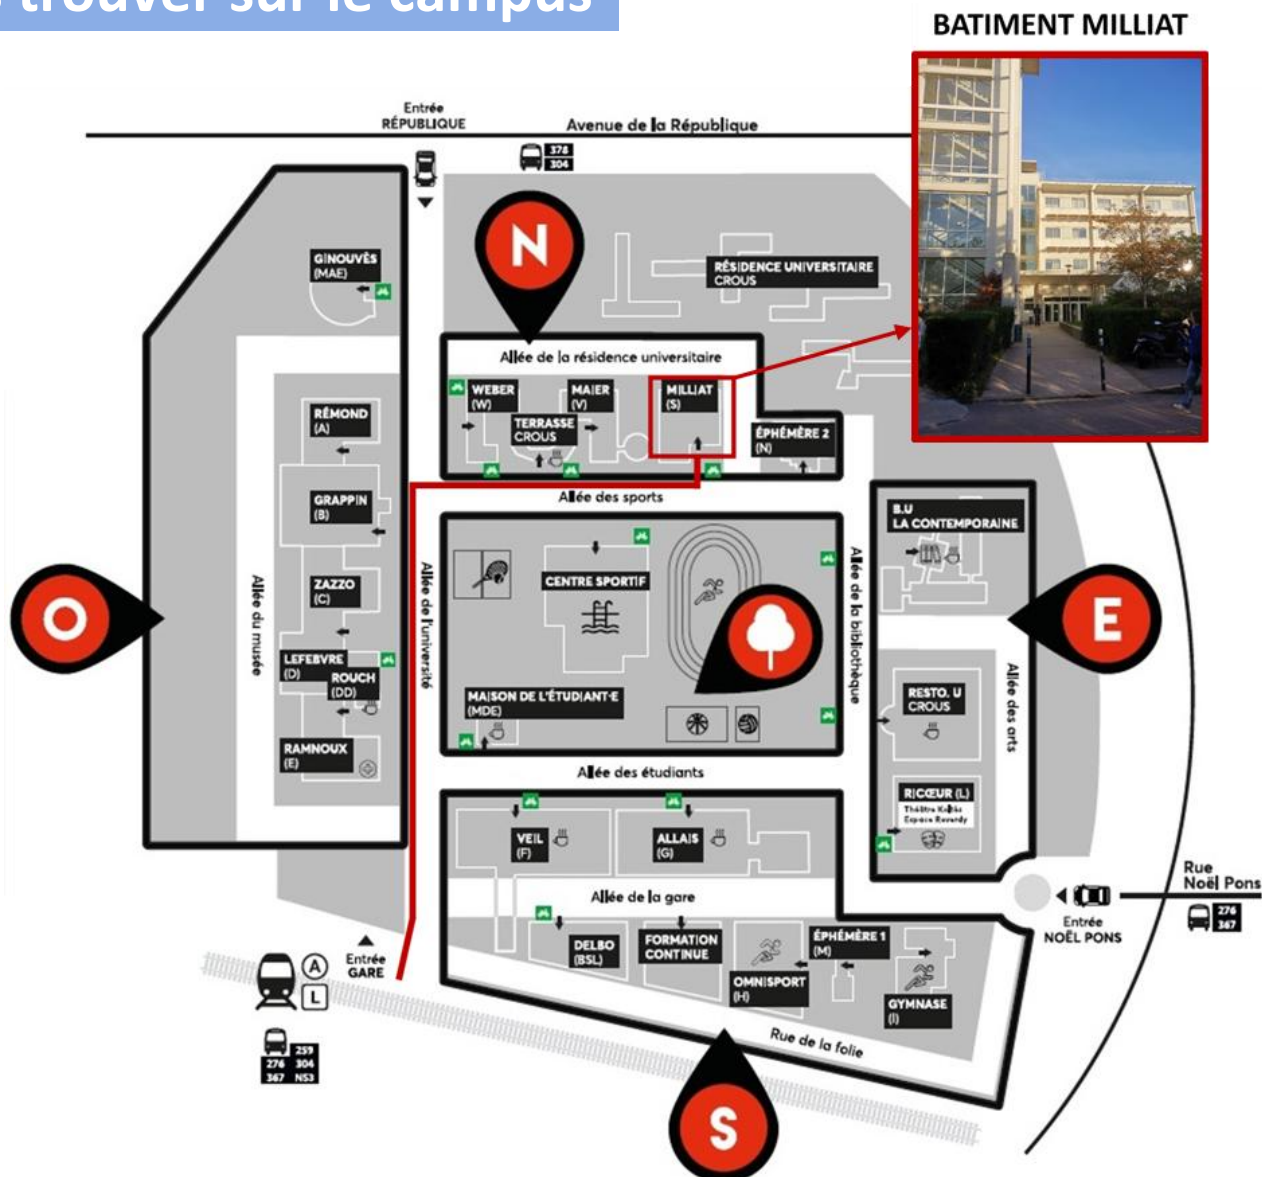 trouver sur le campus
BATIMENT MILLIAT
Entrée
RÉPUBLIQUE
Avenue de la République
378
304
N
GINOUVÈS
(MAE)
RÉSIDENCE UNIVERSITAIRE
CROUS
Allée de la résidence universitaire
WEBER
(W)
MAIER
(V)
MILLIAT
(S)
TERRASSE
CROUS
ÉPHÉMÈRE 2
(N)
RÉMOND
(A)
GRAPPIN
(B)
Allée des sports
B.U
LA CONTEMPORAINE
ZAZZO
(C)
CENTRE SPORTIF
Allée du musée
Allée de l'université
Allée de la bibliothèque
O
E
LEFEBVRE
(D)
ROUCH
(DD)
MAISON DE L'ÉTUDIANT·E
(MDE)
RESTO. U
CROUS
Allée des arts
RAMNOUX
(E)
Allée des étudiants
RICŒUR (L)
Théâtre Koltès
Espace Reverdy
VEIL
(F)
ALLAIS
(G)
Allée de la gare
Rue
Noël Pons
276
367
Entrée
NOËL PONS
DELBO
(BSL)
FORMATION
CONTINUE
ÉPHÉMÈRE 1
(M)
OMNISPORT
(H)
GYMNASE
(I)
Entrée
GARE
A
L
259
276 304
367 N53
Rue de la folie
S